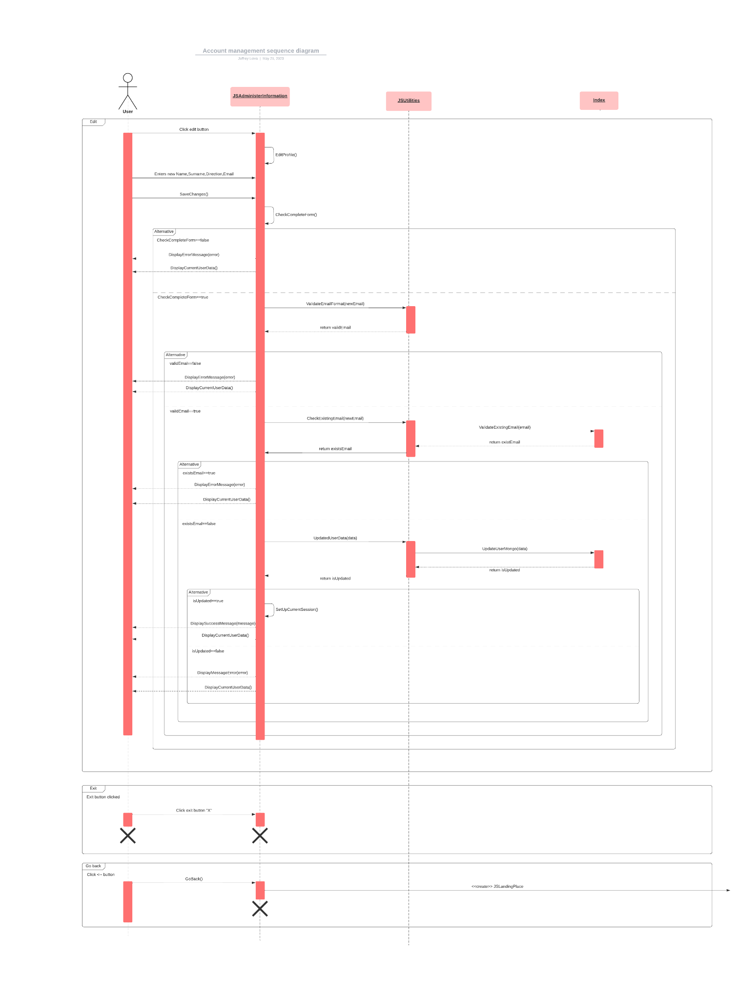 Account management sequence diagram
Jeffrey Leiva | May 21, 2023
User
JSAdministerInformation
JSUtilities
Index
Edit
Click edit button
EditProfile()
Enters new Name,Surname,Direction,Email
SaveChanges()
CheckCompleteForm()
Alternative
CheckCompleteForm==false
DisplayErrorMessage(error)
DisplayCurrentUserData()
CheckCompleteForm==true
ValidateEmailFormat(newEmail)
return validEmail
Alternative
validEmal==false
DisplayErrorMessage(error)
DisplayCurrentUserData()
validEmail==true
CheckExistingEmail(newEmail)
ValidateExistingEmail(email)
return existEmail
return existsEmail
Alternative
existsEmail==true
DisplayErrorMessage(error)
DisplayCurrentUserData()
existsEmal==false
UpdatedUserData(data)
UpdateUserMongo(data)
return isUpdated
return isUpdated
Alternative
isUpdated==true
SetUpCurrentSession()
DisplaySuccessMessage(message)
DisplayCurrentUserData()
isUpdated==false
DisplayMessageError(error)
DisplayCurrentUserData()
Exit
Exit button clicked
Click exit button "X"
Go back
Click <-- button
GoBack()
<<create>> JSLandingPlace